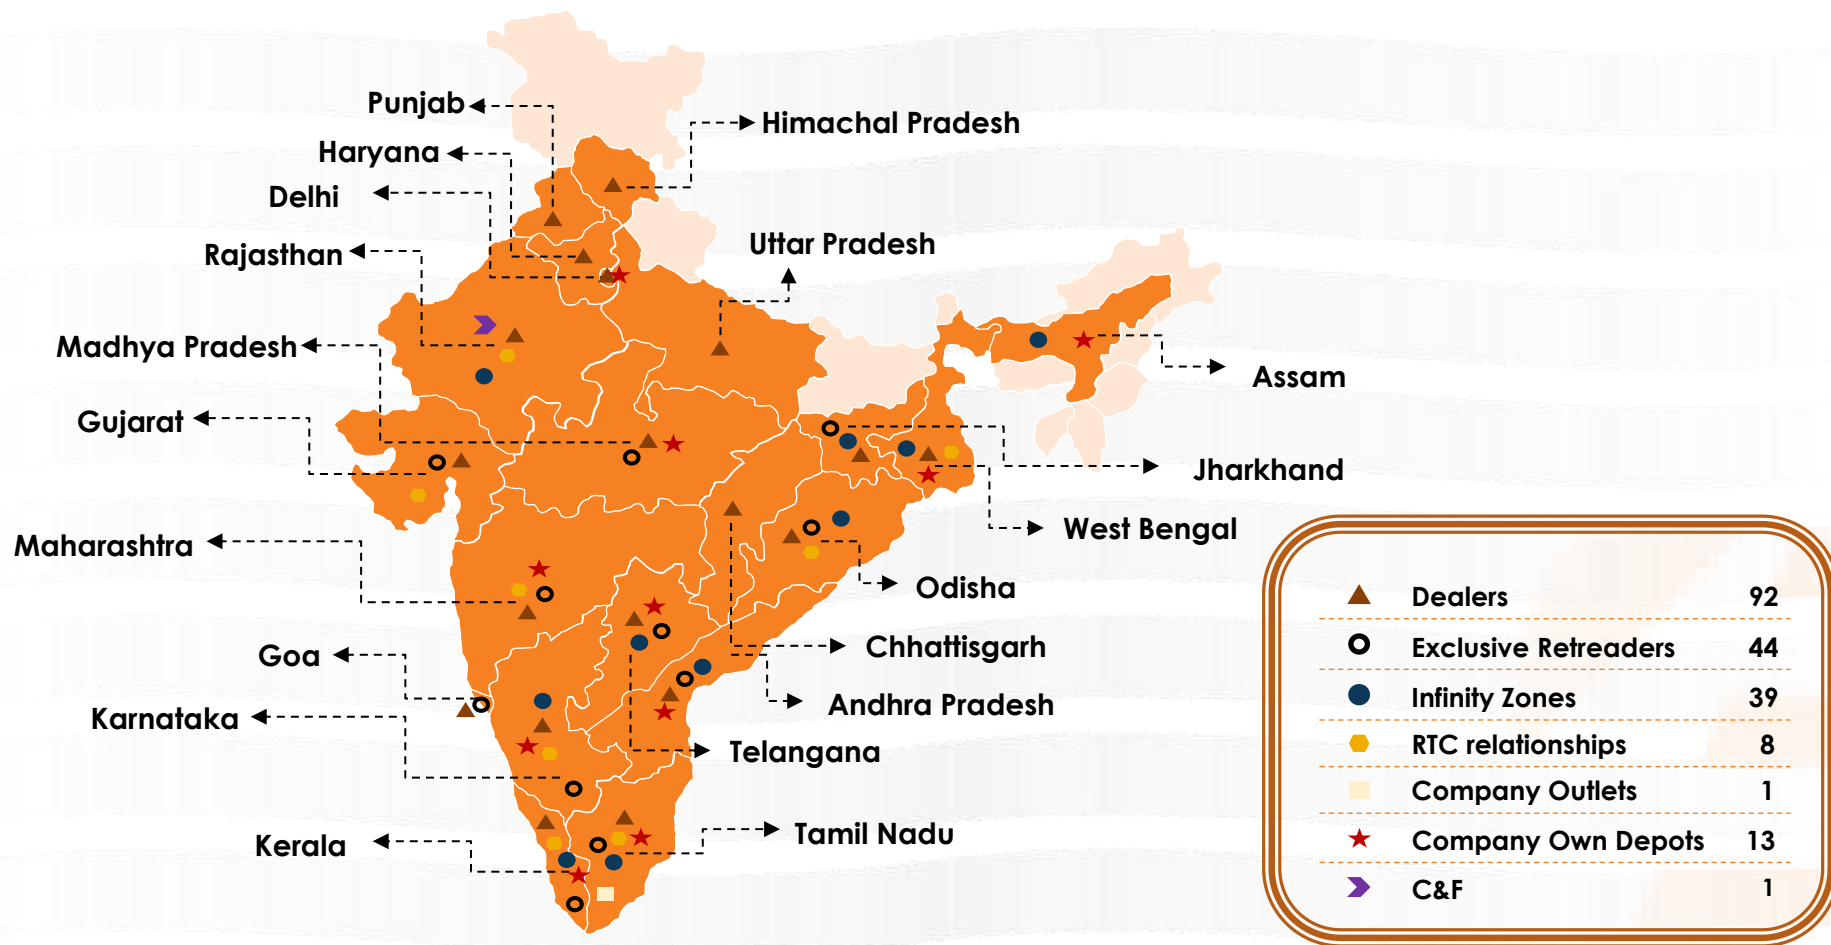 Punjab
Himachal Pradesh
Haryana
Delhi
Uttar Pradesh
Rajasthan
Madhya Pradesh
Assam
Gujarat
Jharkhand
West Bengal
Maharashtra
Odisha
Chhattisgarh
Goa
Andhra Pradesh
Karnataka
Telangana
Tamil Nadu
Kerala
Dealers 92
Exclusive Retreaders 44
Infinity Zones 39
RTC relationships 8
Company Outlets 1
Company Own Depots 13
C&F 1